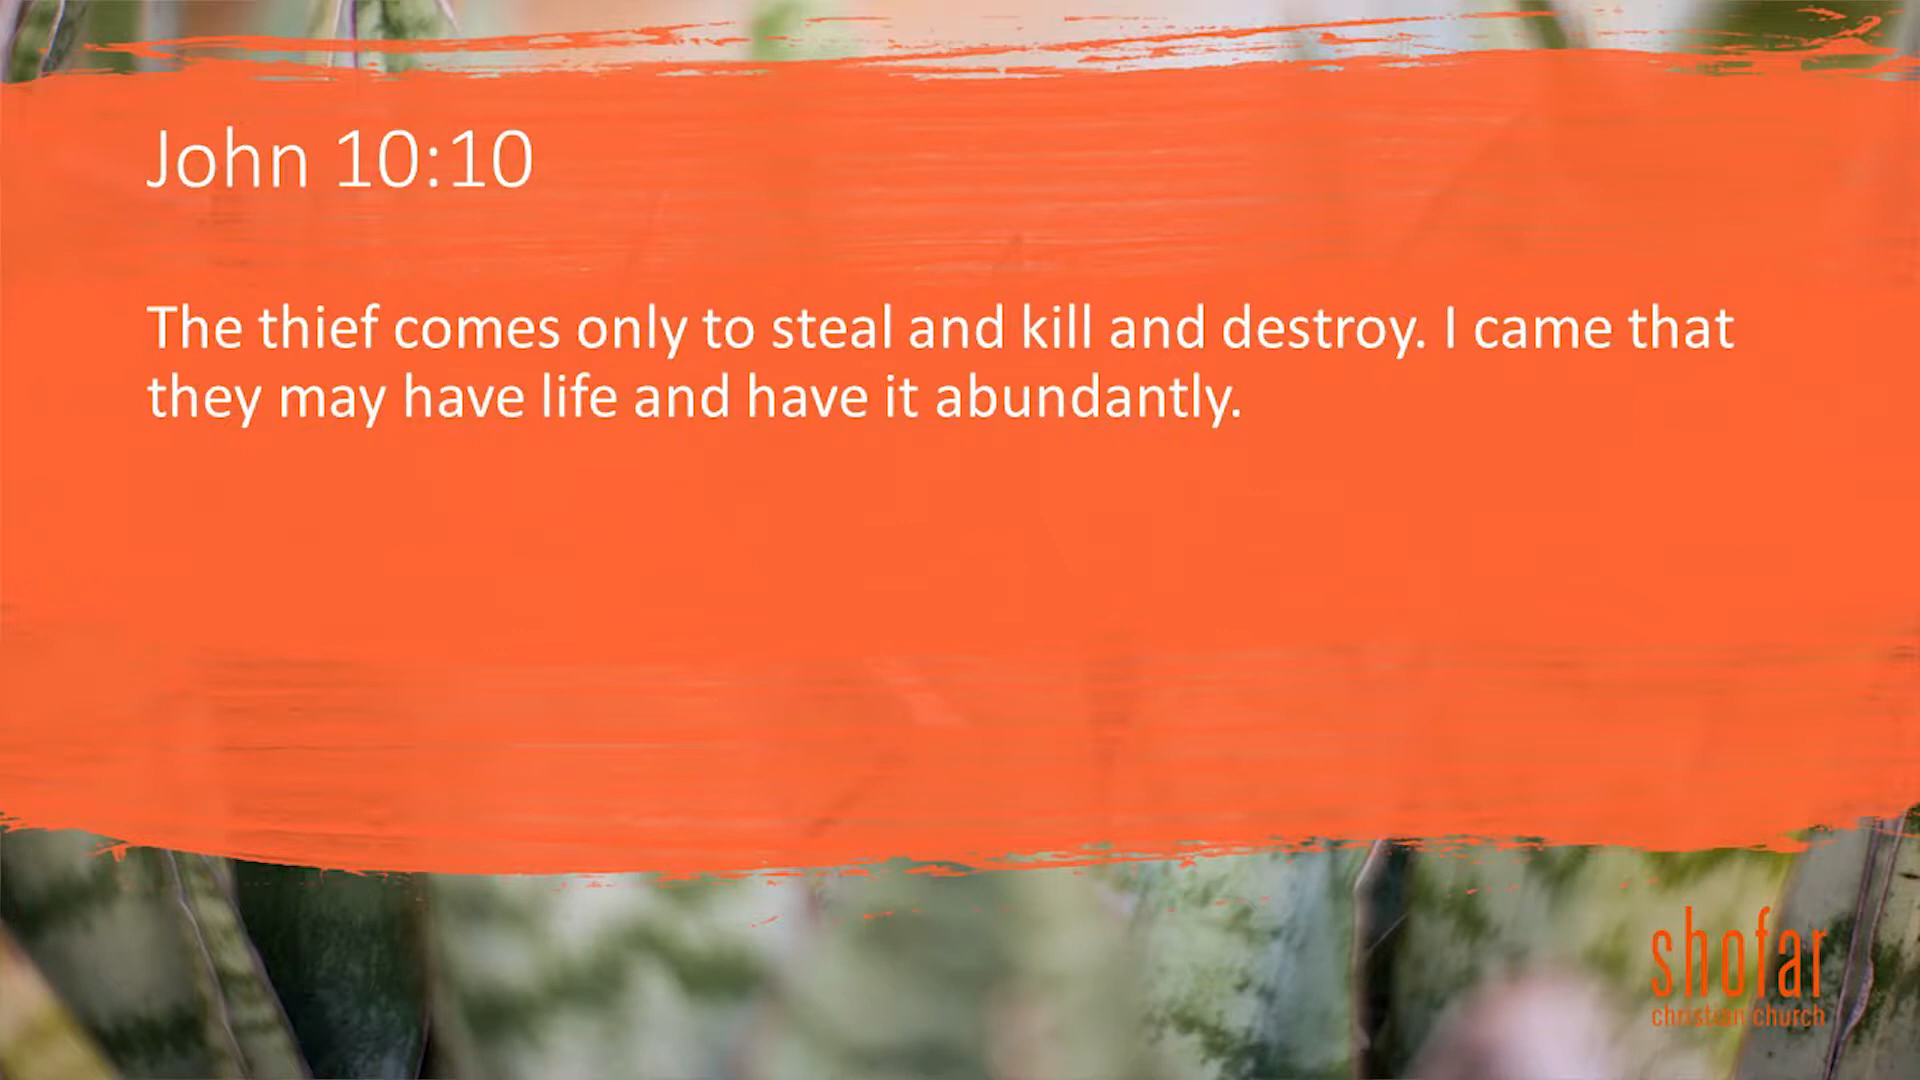 John 10:10
The thief comes only to steal and kill and destroy. I came that
they may have life and have it abundantly.
shofar
christian church